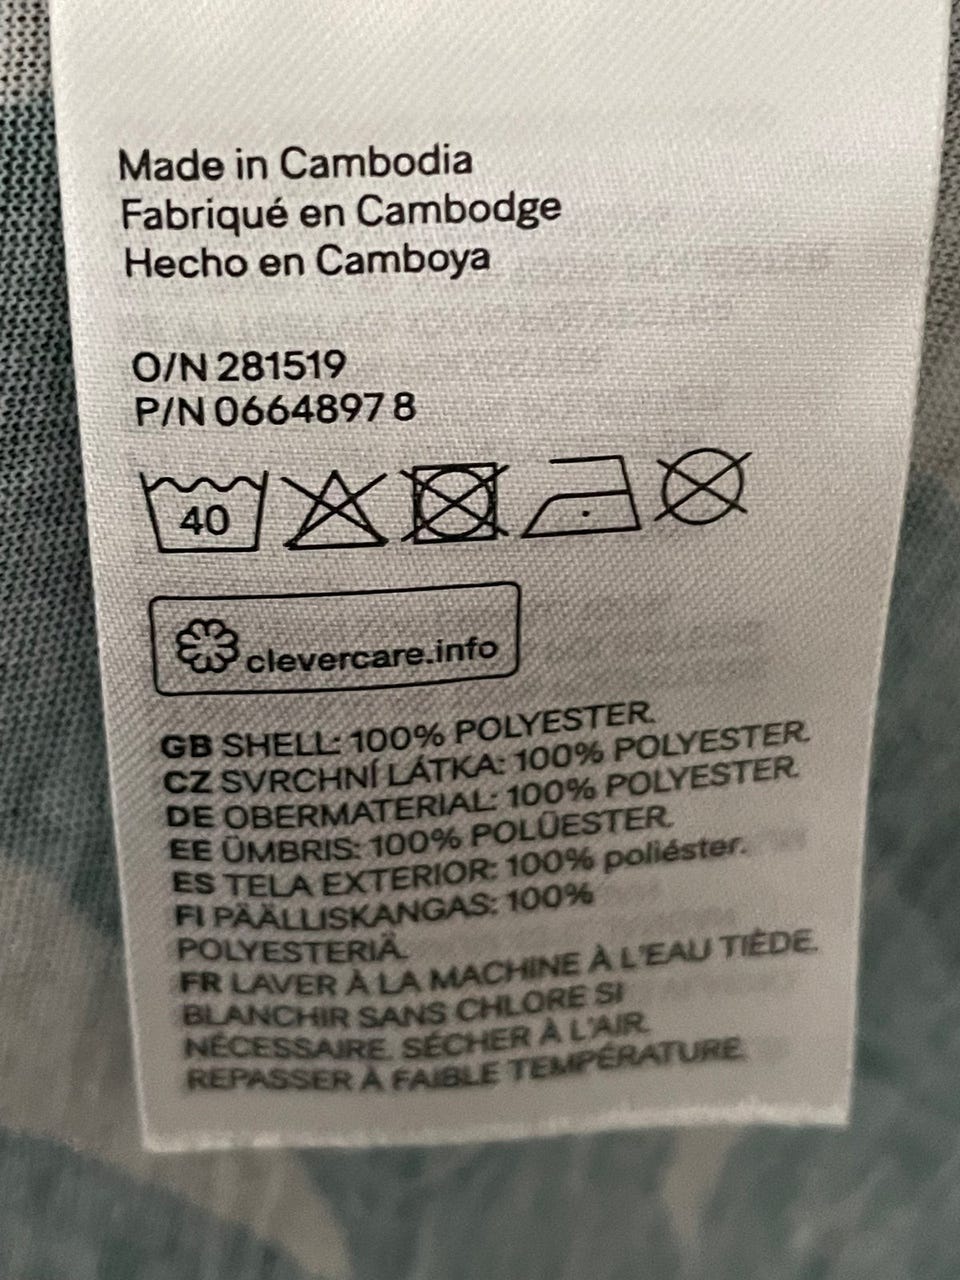 Made in Cambodia
Fabriqué en Cambodge
Hecho en Camboya
O/N 281519
P/N 0664897 8
40
clevercare.info
GB SHELL: 100% POLYESTER.
CZ SVRCHNÍ LÁTKA: 100% POLYESTER.
DE OBERMATERIAL: 100% POLYESTER.
EE ÜMBRIS: 100% POLÜESTER.
ES TELA EXTERIOR: 100% poliéster.
FI PÄÄLLISKANGAS: 100%
POLYESTERIÄ.
FR LAVER À LA MACHINE À L'EAU TIÈDE.
BLANCHIR SANS CHLORE SI
NÉCESSAIRE. SÉCHER À L'AIR.
REPASSER À FAIBLE TEMPÉRATURE.